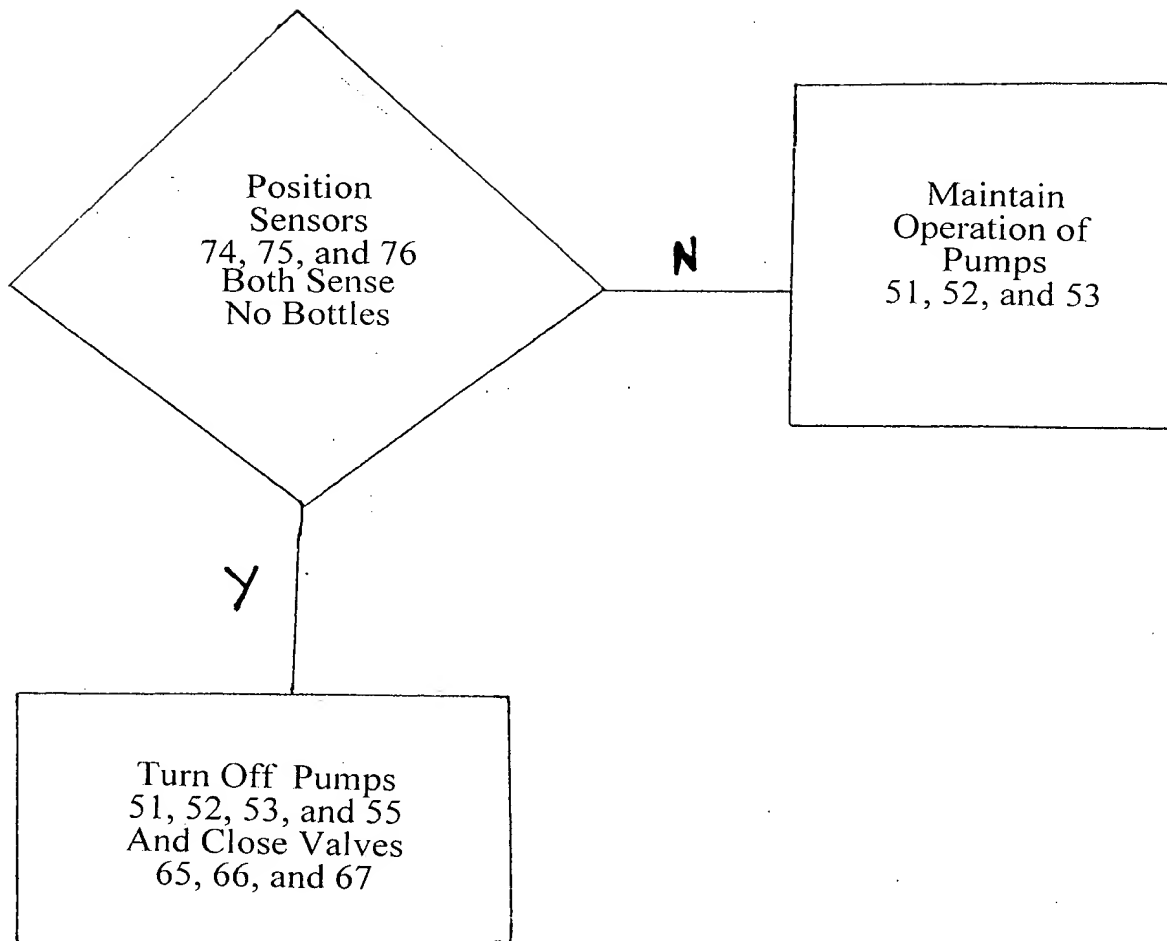 Position
Sensors
74, 75, and 76
Both Sense
No Bottles
N
Maintain
Operation of
Pumps
51, 52, and 53
Y
Turn Off Pumps
51, 52, 53, and 55
And Close Valves
65, 66, and 67